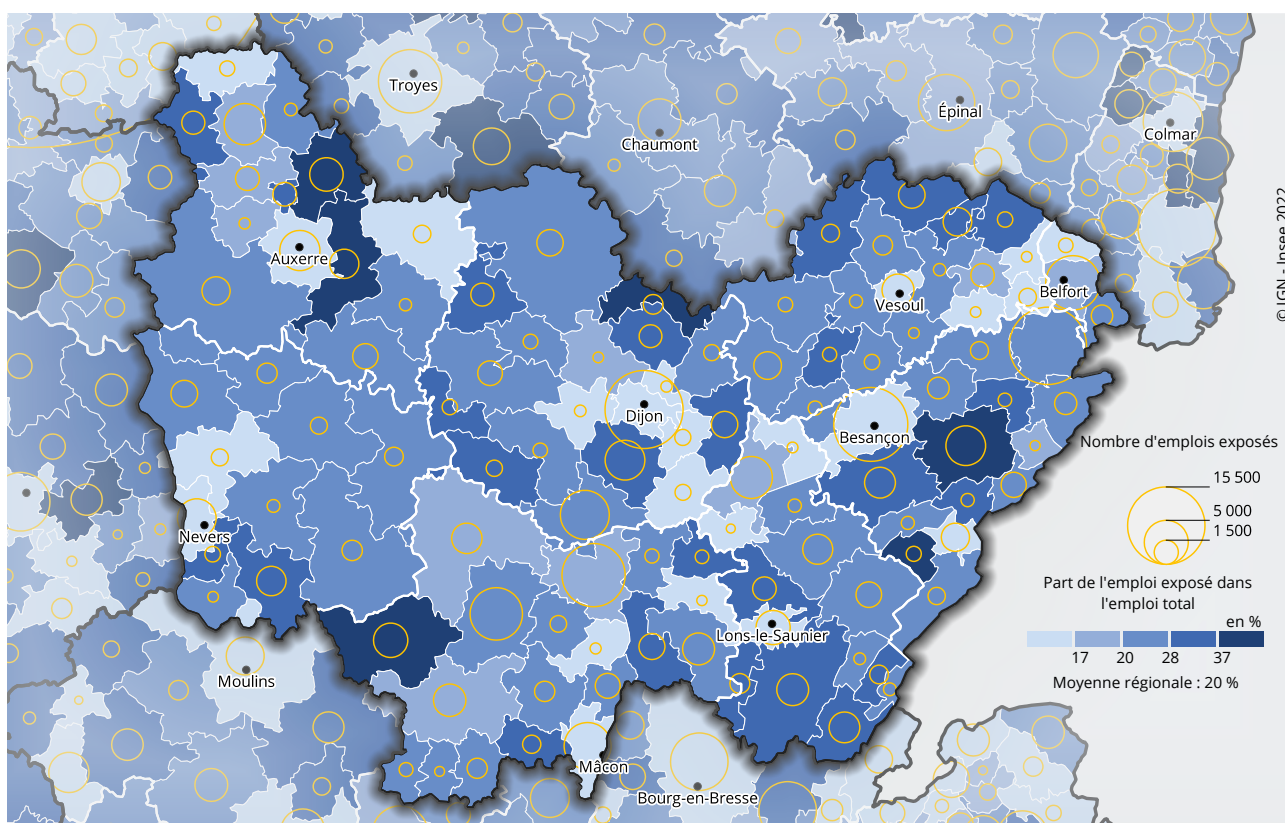 Troyes
Chaumont
Épinal
Colmar
© IGN - Insee 2022
Auxerre
Vesoul
Belfort
Dijon
Besançon
Nevers
Lons-le-Saunier
Moulins
Mâcon
Bourg-en-Bresse
Nombre d'emplois exposés
15 500
5 000
1 500
Part de l'emploi exposé dans
l'emploi total
en %
17 20 28 37
Moyenne régionale : 20 %